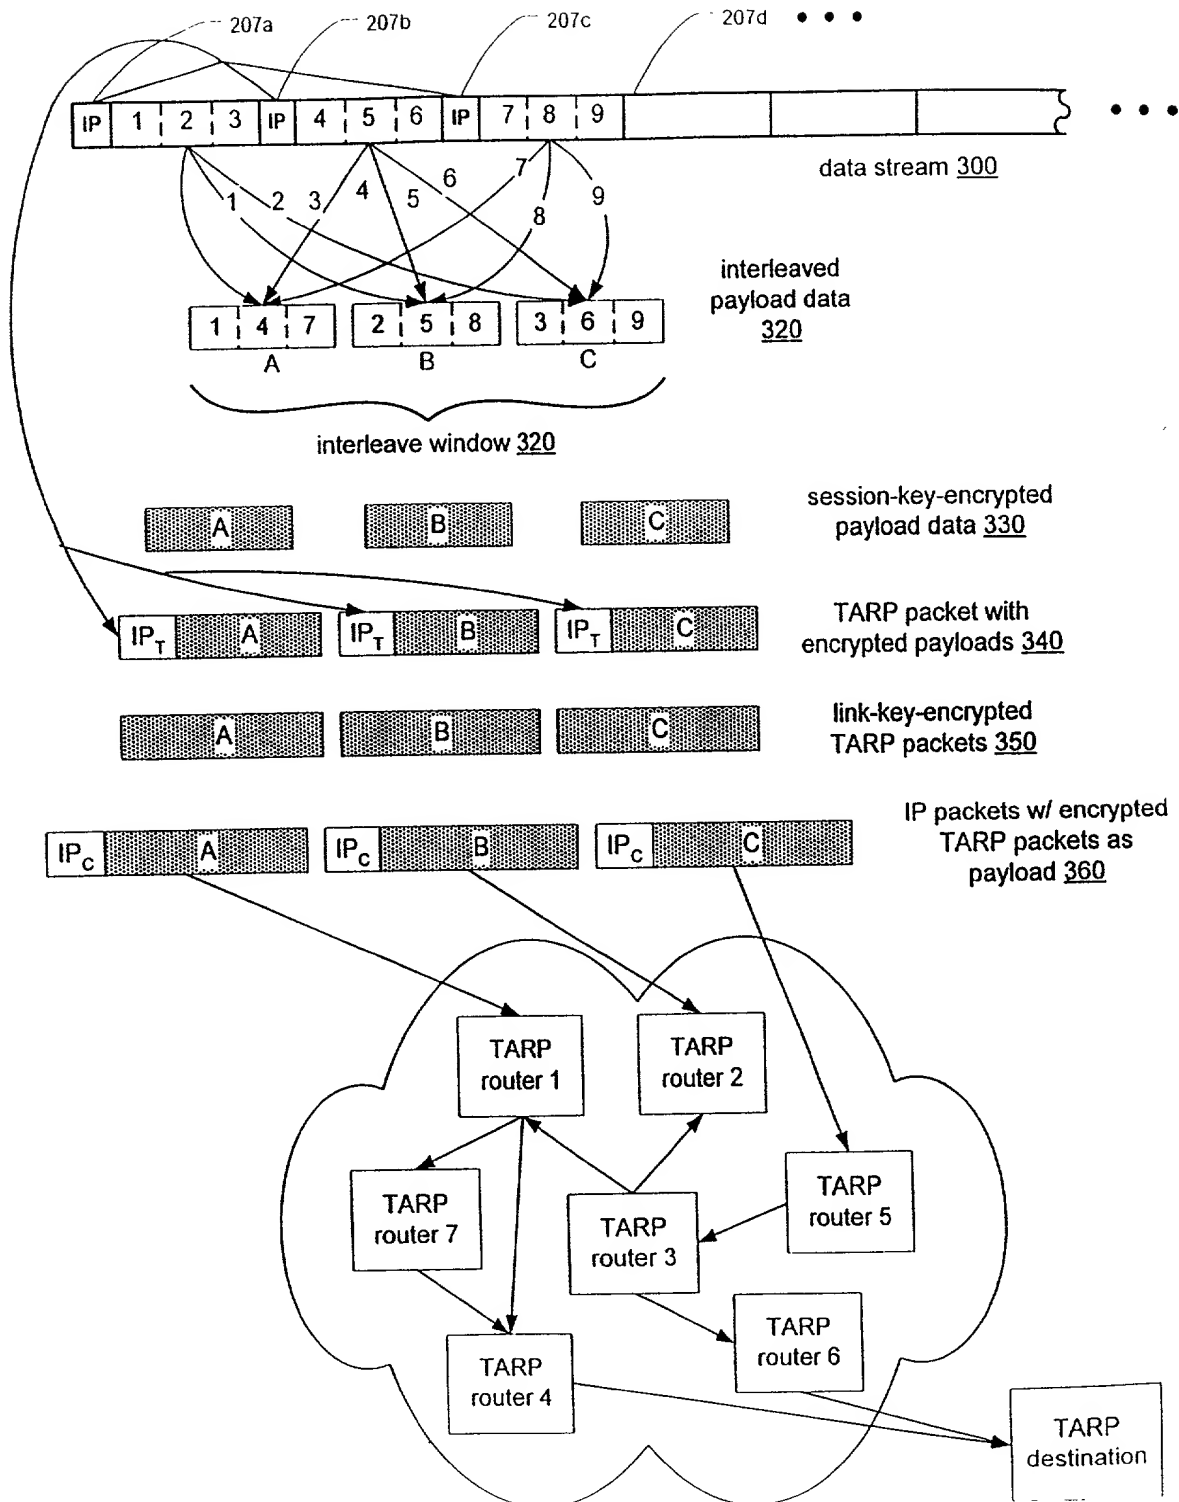 207a 207b 207c 207d
IP 1 2 3 IP 4 5 6 IP 7 8 9
data stream 300
1 2 3 4 5 6 7 8 9
interleaved
payload data
320
1 4 7 2 5 8 3 6 9
A B C
interleave window 320
session-key-encrypted
payload data 330
A B C
TARP packet with
encrypted payloads 340
IPT A IPT B IPT C
link-key-encrypted
TARP packets 350
A B C
IP packets w/ encrypted
TARP packets as
payload 360
IPC A IPC B IPC C
TARP
router 1
TARP
router 2
TARP
router 7
TARP
router 3
TARP
router 5
TARP
router 4
TARP
router 6
TARP
destination